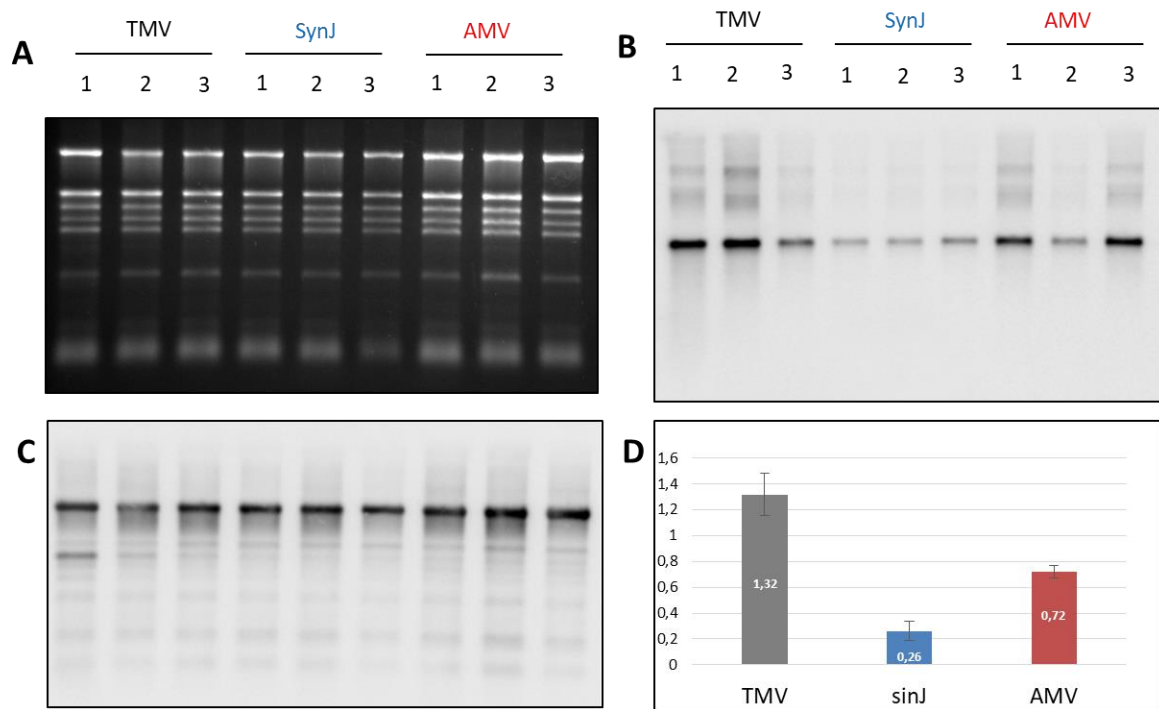 A
TMV SynJ AMV
1 2 3 1 2 3 1 2 3
B
TMV SynJ AMV
1 2 3 1 2 3 1 2 3
C
D
1,6
1,4
1,2
1
0,8
0,6
0,4
0,2
0
1,32
0,26
0,72
TMV sinJ AMV